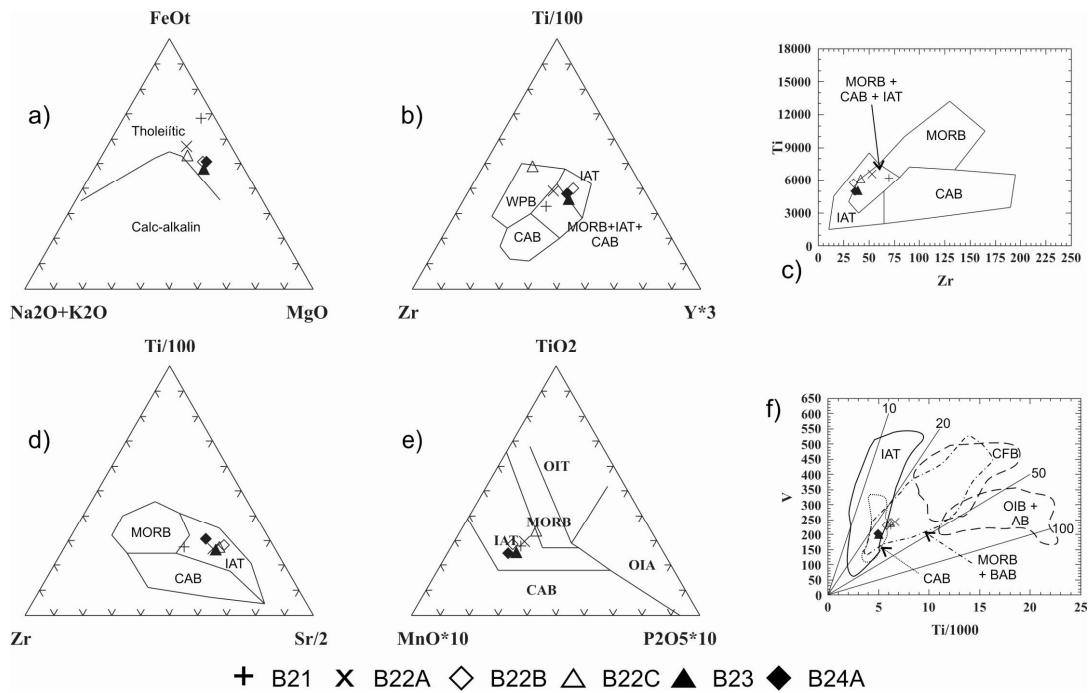 a)
FeOt
Tholeiític
Calc-alkalin
Na2O+K2O
MgO
b)
Ti/100
IAT
WPB
CAB
MORB+IAT+
CAB
Zr
Y*3
c)
18000
15000
12000
9000
6000
3000
0
Ti
MORB +
CAB + IAT
MORB
CAB
IAT
0 25 50 75 100 125 150 175 200 225 250
Zr
d)
Ti/100
MORB
IAT
CAB
Zr
Sr/2
e)
TiO2
OIT
MORB
IAT
OIA
CAB
MnO*10
P2O5*10
f)
650
600
550
500
450
400
350
300
250
200
150
100
50
0
V
10
20
50
100
IAT
CFB
OIB +
AB
MORB
+ BAB
CAB
0 5 10 15 20 25
Ti/1000
B21 B22A B22B B22C B23 B24A